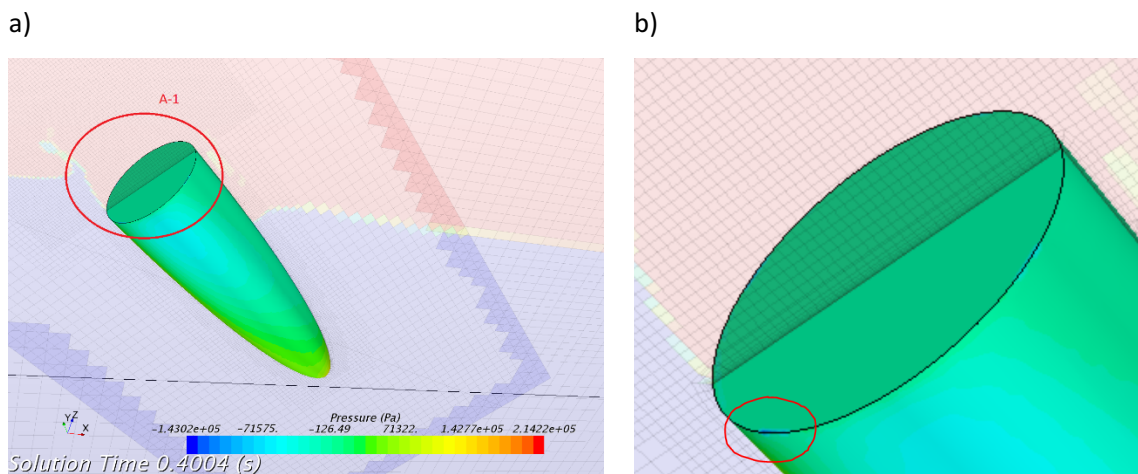 a)
b)
A-1
Y Z X
Pressure (Pa)
-1.4302e+05 -71575. -126.49 71322. 1.4277e+05 2.1422e+05
Solution Time 0.4004 (s)